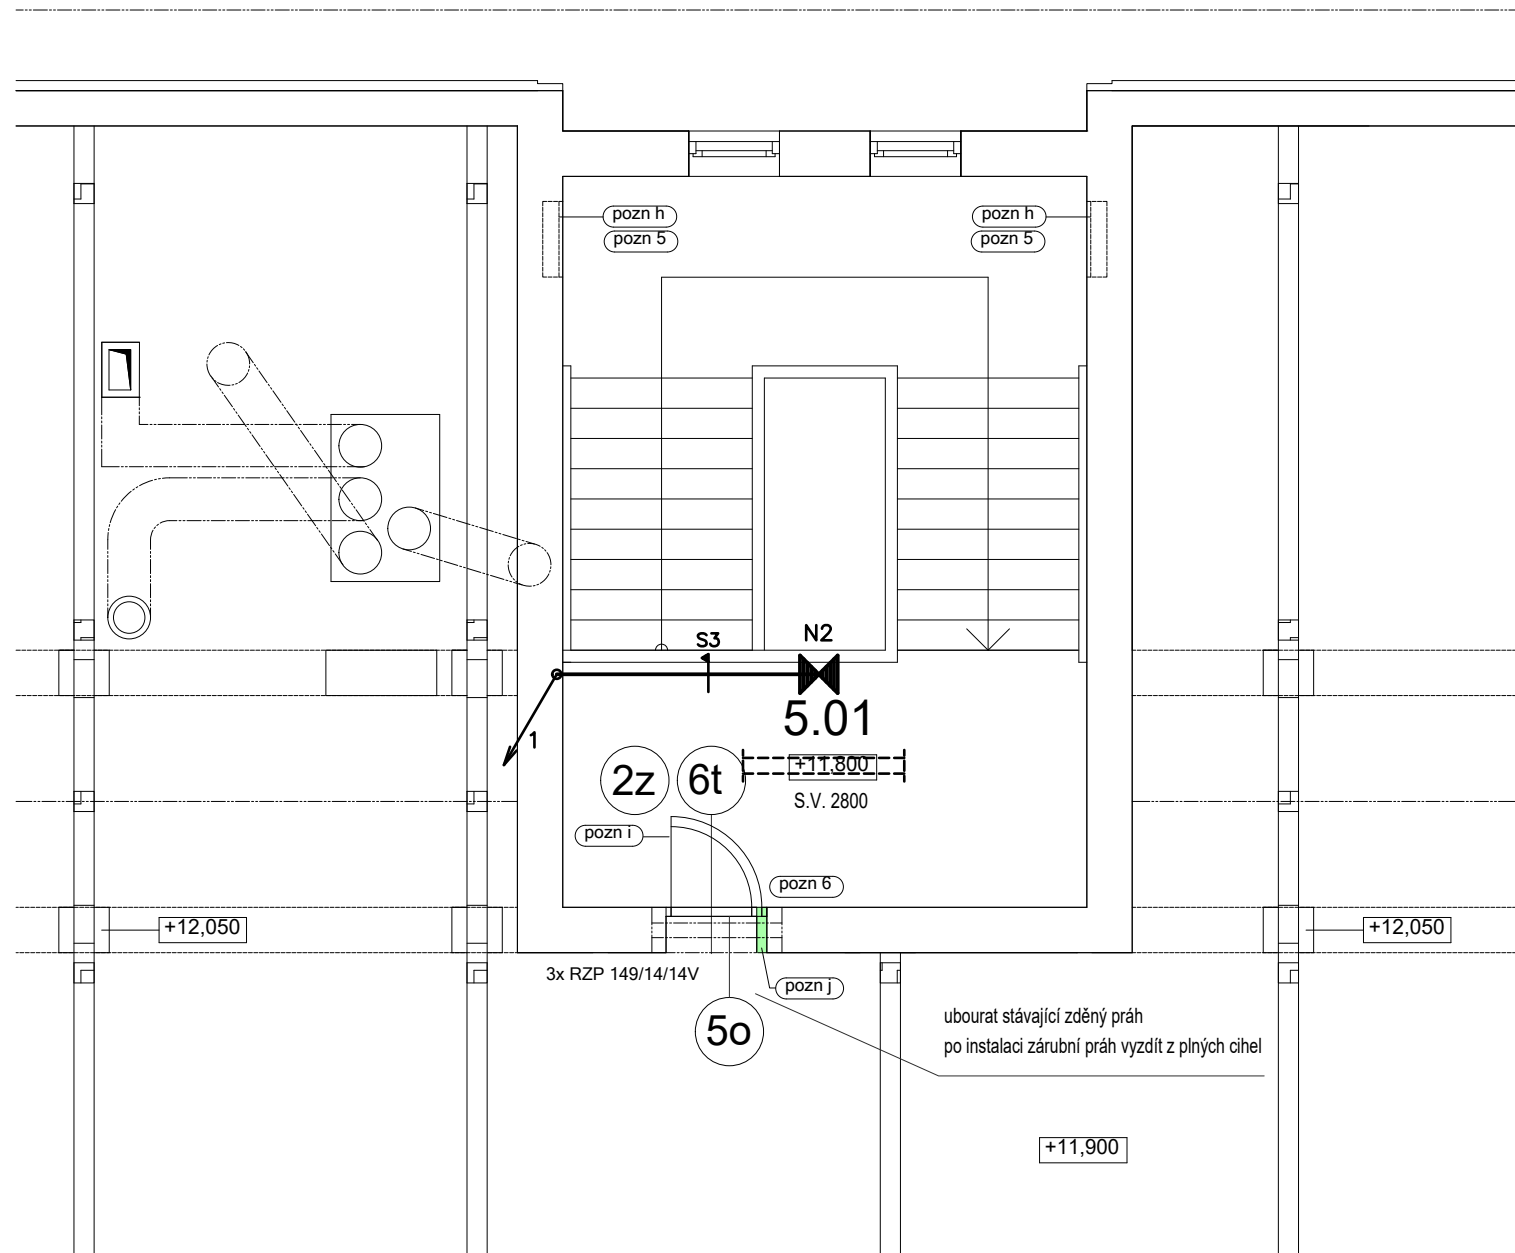 pozn h
pozn 5
pozn h
pozn 5
S3
N2
1
5.01
+11,800
S.V. 2800
2z
6t
pozn i
pozn 6
+12,050
+12,050
3x RZP 149/14/14V
pozn j
5o
ubourat stávající zděný práh
po instalaci zárubní práh vyzdít z plných cihel
+11,900